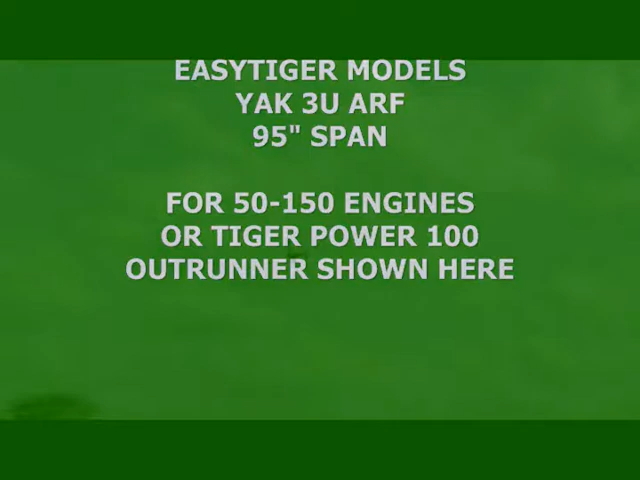 EASYTIGER MODELS
YAK 3U ARF
95" SPAN
FOR 50-150 ENGINES
OR TIGER POWER 100
OUTRUNNER SHOWN HERE